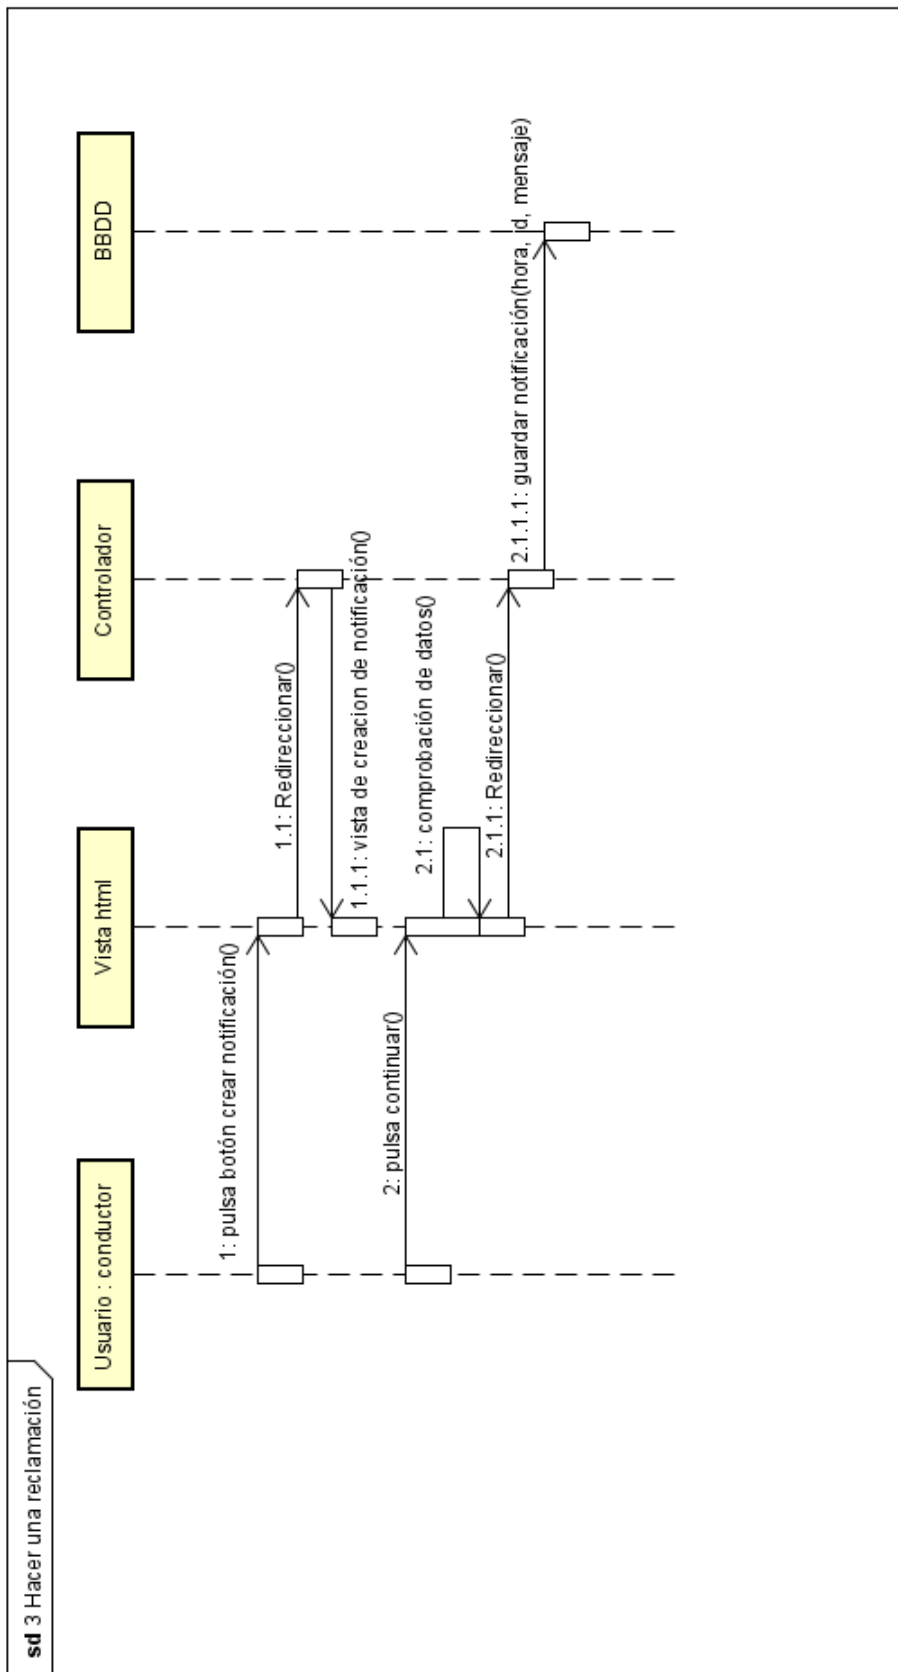 sd 3 Hacer una reclamación
Usuario : conductor
Vista html
Controlador
BBDD
1: pulsa botón crear notificación()
1.1: Redireccionar()
1.1.1: vista de creacion de notificación()
2: pulsa continuar()
2.1: comprobación de datos()
2.1.1: Redireccionar()
2.1.1.1: guardar notificación(hora, id, mensaje)